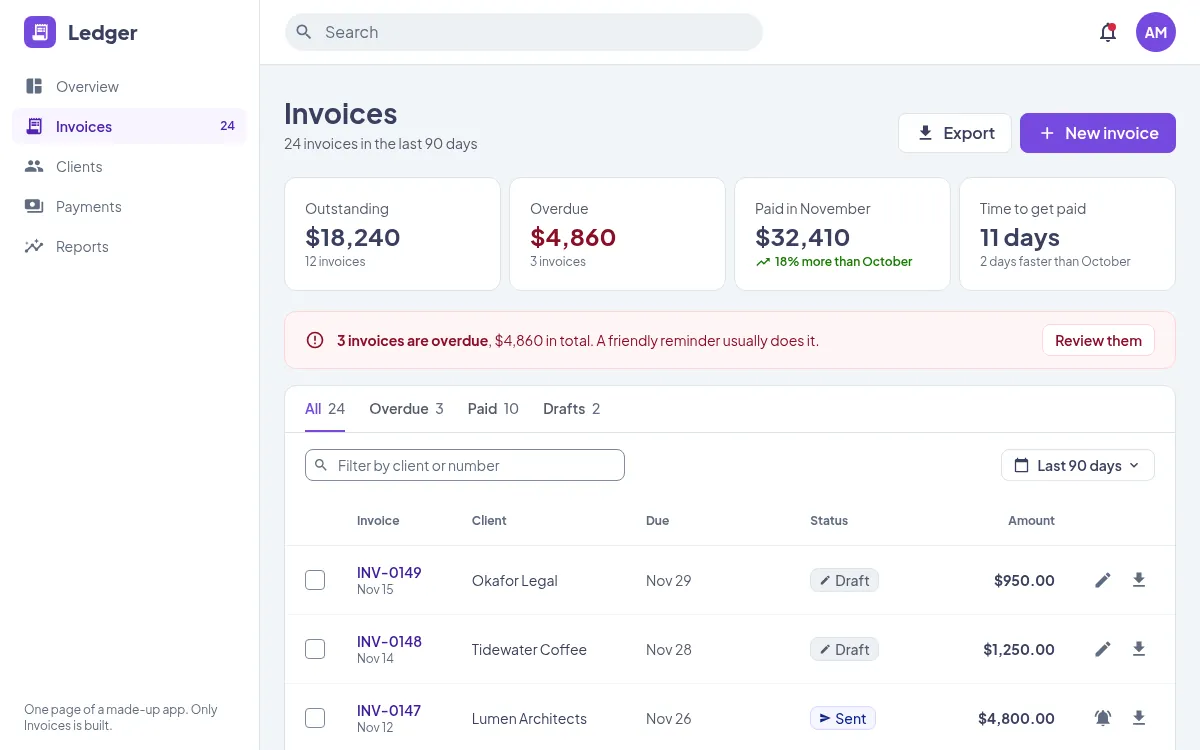 Ledger
Search
AM
Overview
Invoices 24
Clients
Payments
Reports
Invoices
24 invoices in the last 90 days
Export
New invoice
Outstanding
$18,240
12 invoices
Overdue
$4,860
3 invoices
Paid in November
$32,410
18% more than October
Time to get paid
11 days
2 days faster than October
3 invoices are overdue, $4,860 in total. A friendly reminder usually does it.
Review them
All 24 Overdue 3 Paid 10 Drafts 2
Filter by client or number
Last 90 days
Invoice Client Due Status Amount
INV-0149
Nov 15
Okafor Legal Nov 29 Draft $950.00
INV-0148
Nov 14
Tidewater Coffee Nov 28 Draft $1,250.00
INV-0147
Nov 12
Lumen Architects Nov 26 Sent $4,800.00
One page of a made-up app. Only
Invoices is built.